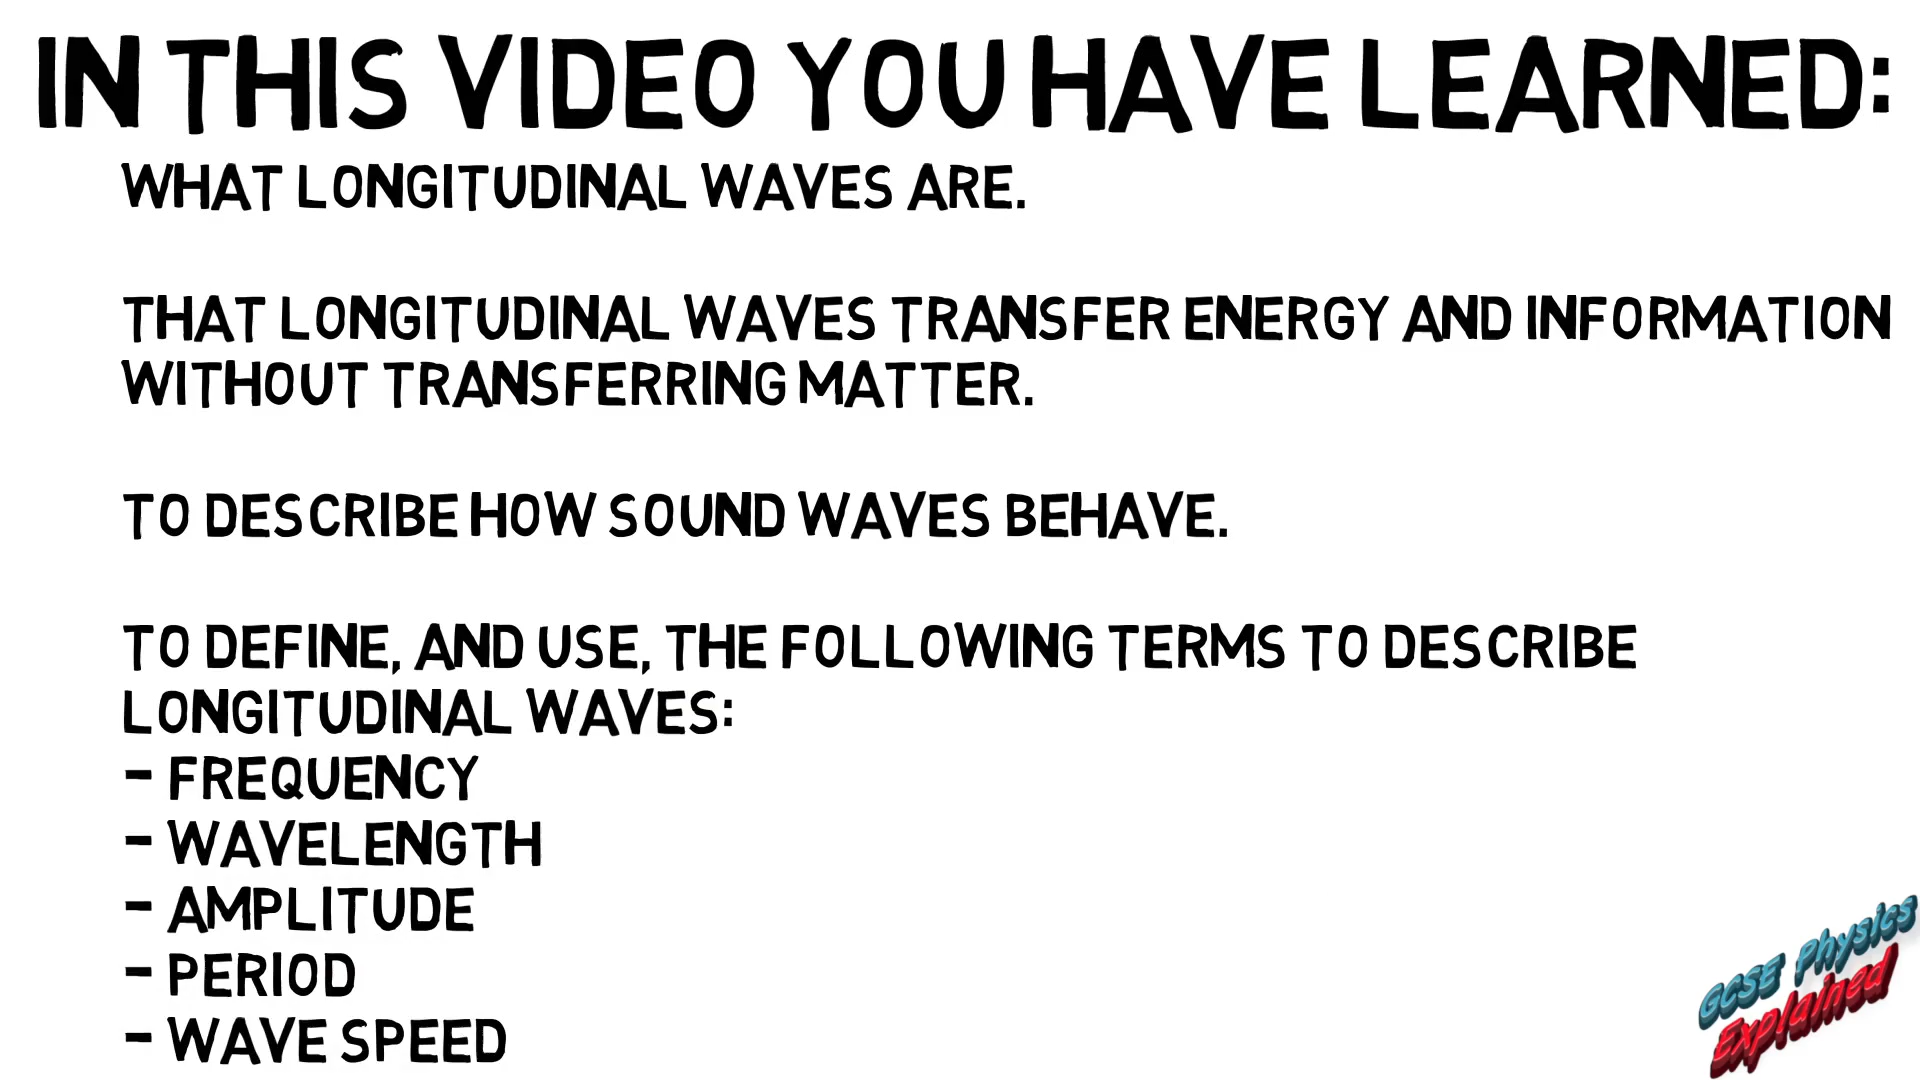 IN THIS VIDEO YOU HAVE LEARNED:
WHAT LONGITUDINAL WAVES ARE.
THAT LONGITUDINAL WAVES TRANSFER ENERGY AND INFORMATION
WITHOUT TRANSFERRING MATTER.
TO DESCRIBE HOW SOUND WAVES BEHAVE.
TO DEFINE, AND USE, THE FOLLOWING TERMS TO DESCRIBE
LONGITUDINAL WAVES:
- FREQUENCY
- WAVELENGTH
- AMPLITUDE
- PERIOD
- WAVE SPEED
GCSE Physics
Explained